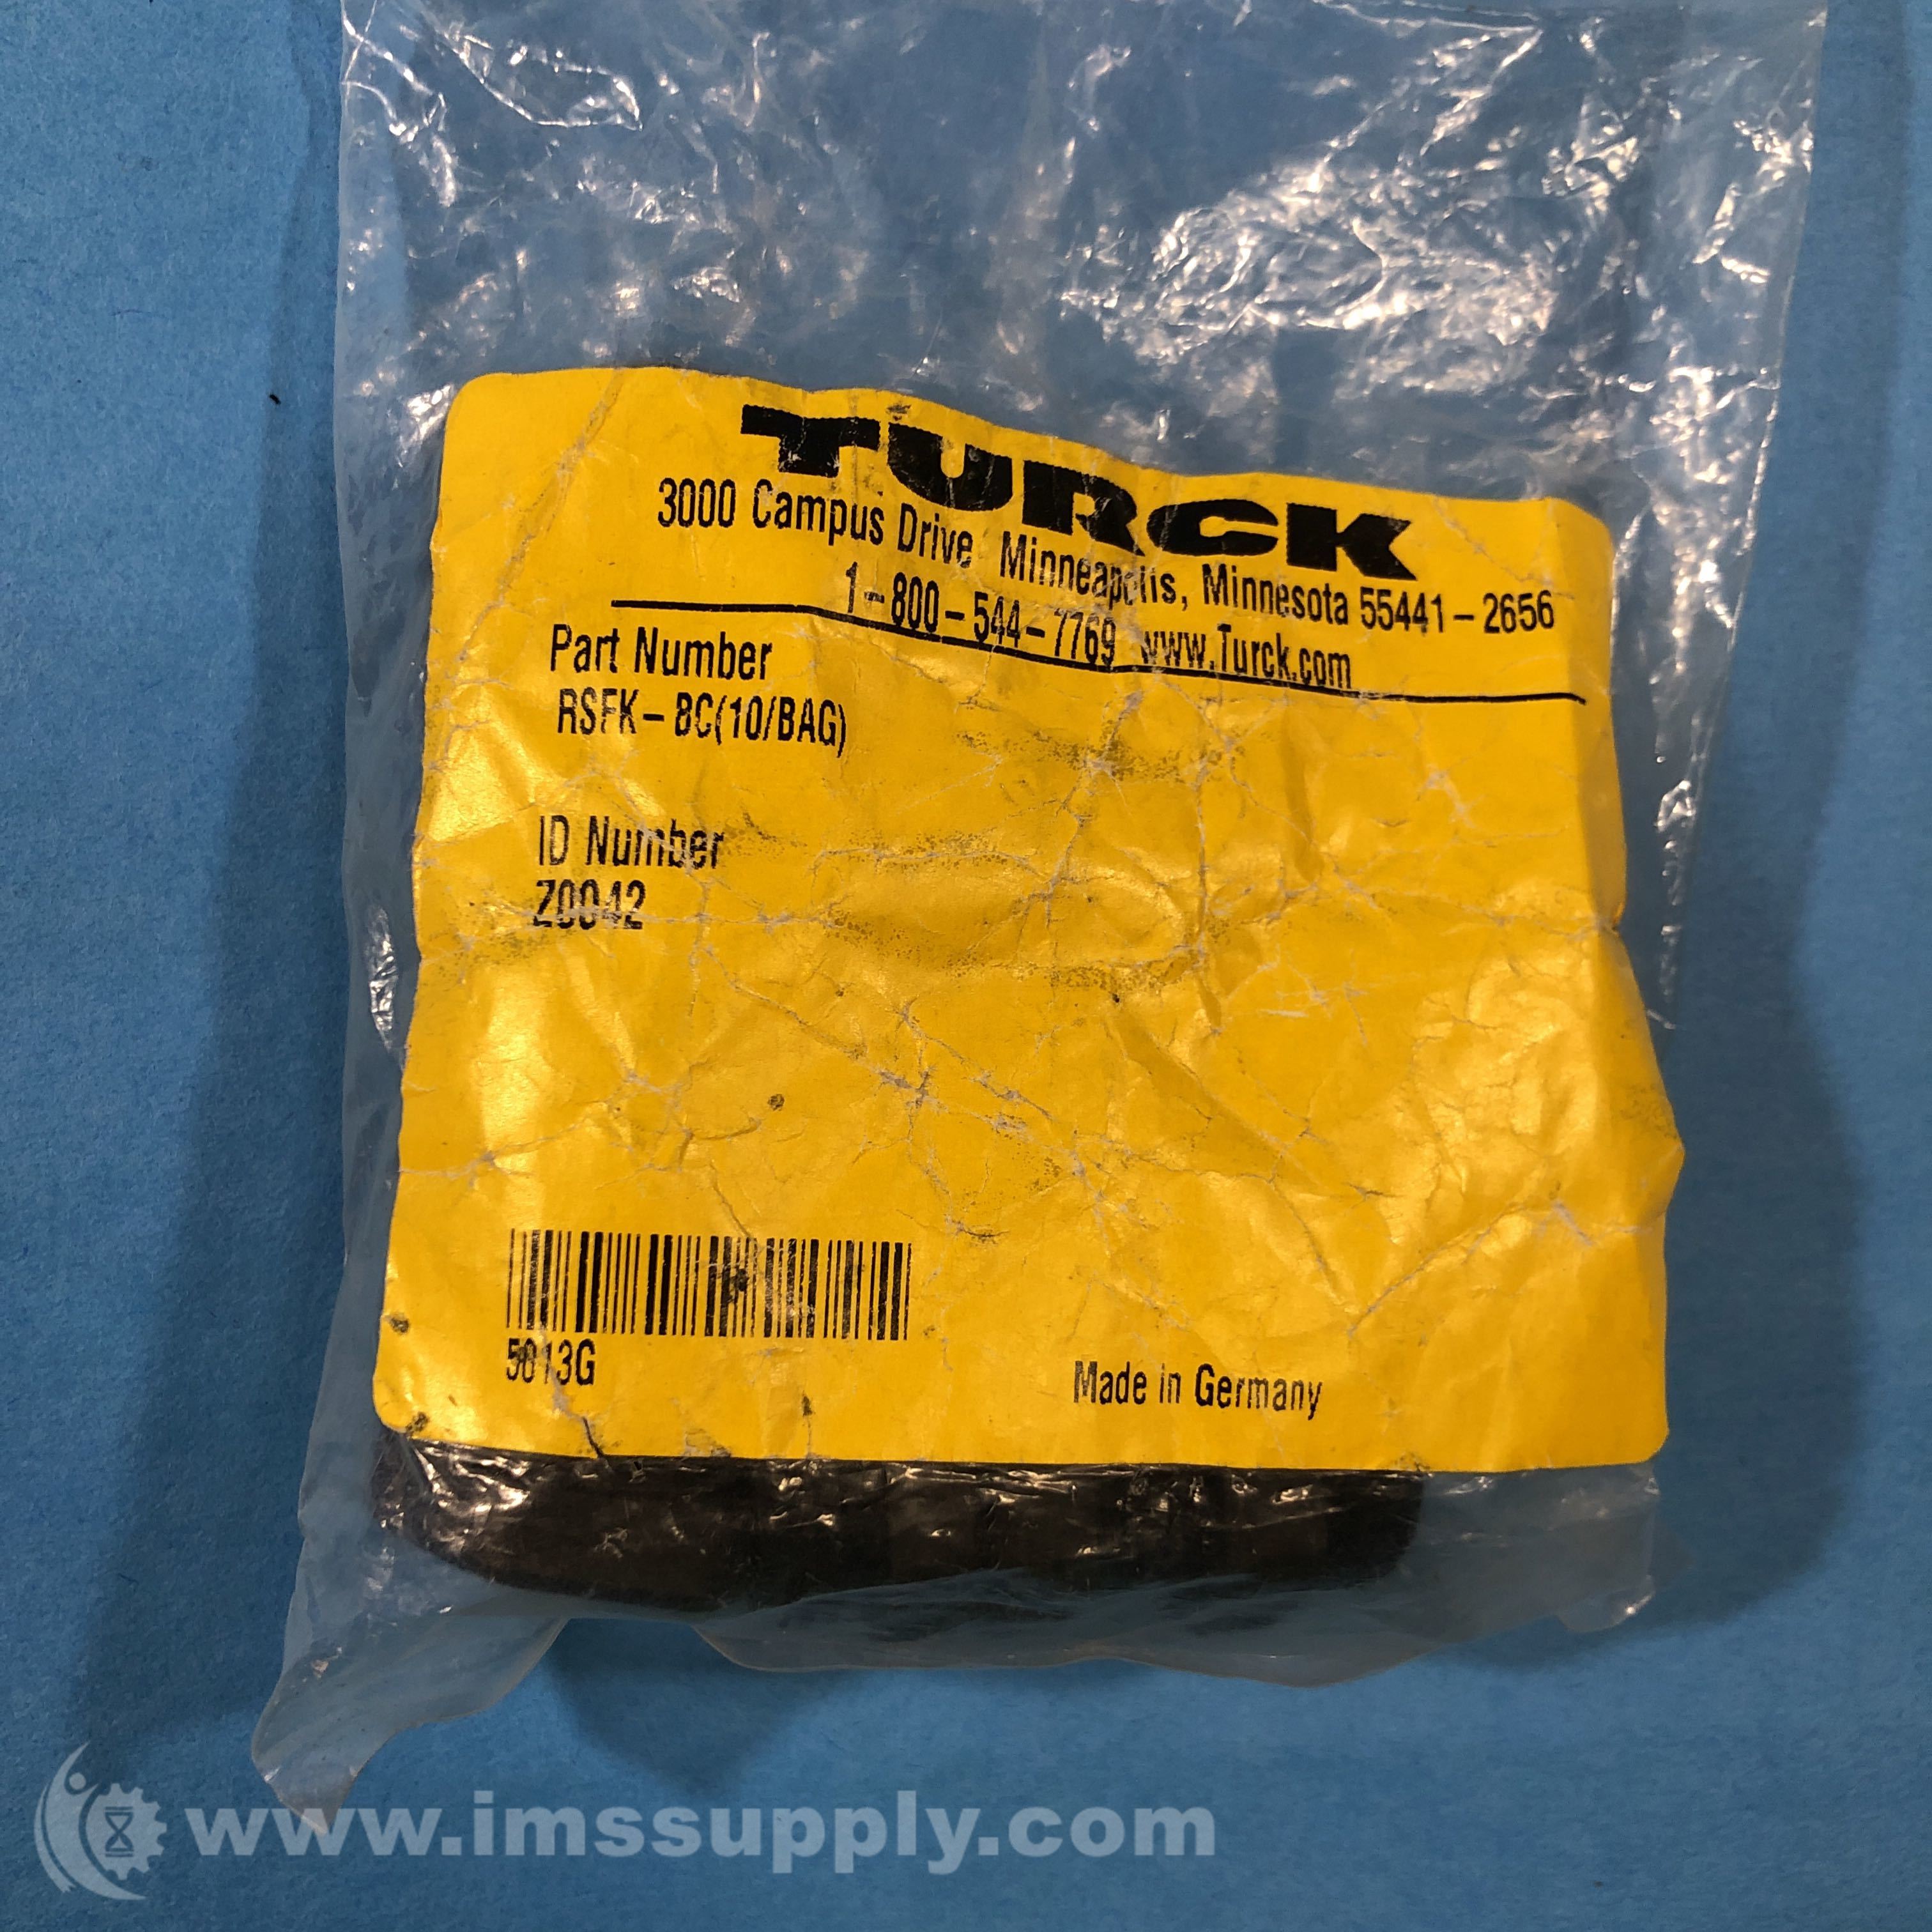 TURCK
3000 Campus Drive Minneapolis, Minnesota 55441-2656
1-800-544-7769 www.Turck.com
Part Number
RSFK-BC(10/BAG)
ID Number
Z0042
5013G
Made in Germany
www.imssupply.com